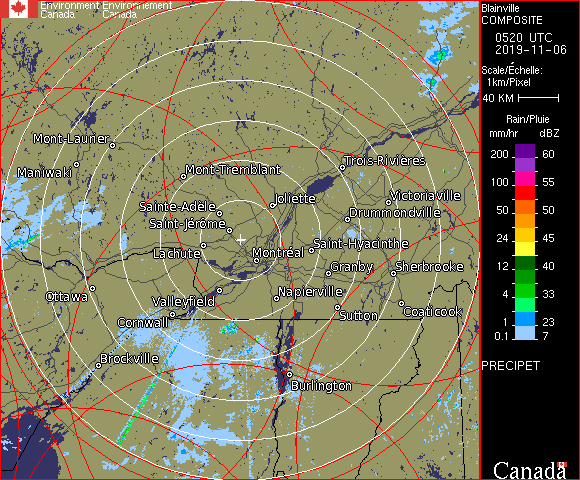 Environment Environnement
Canada Canada
Blainville
COMPOSITE
0520 UTC
2019-11-06
Scale/Échelle:
1km/Pixel
40 KM
Rain/Pluie
mm/hr dBZ
200 60
100 55
50 50
24 45
12 40
4 33
1 23
0.1 7
PRECIPET
Canada
Mont-Laurier
Maniwaki
Mont-Tremblant
Trois-Rivières
Joliette
Victoriaville
Sainte-Adèle
Drummondville
Saint-Jérôme
Saint-Hyacinthe
Lachute
Montréal
Granby
Sherbrooke
Ottawa
Valleyfield
Napierville
Coaticook
Cornwall
Sutton
Brockville
Burlington